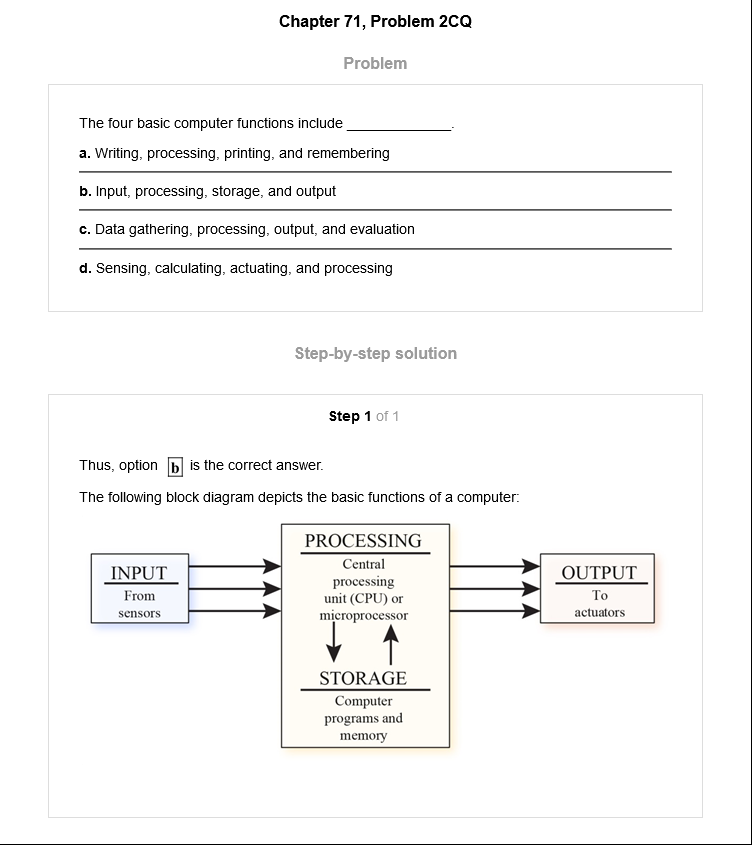 Chapter 71, Problem 2CQ
Problem
The four basic computer functions include ______________.
a. Writing, processing, printing, and remembering
b. Input, processing, storage, and output
c. Data gathering, processing, output, and evaluation
d. Sensing, calculating, actuating, and processing
Step-by-step solution
Step 1 of 1
Thus, option b is the correct answer.
The following block diagram depicts the basic functions of a computer:
INPUT
From
sensors
PROCESSING
Central
processing
unit (CPU) or
microprocessor
STORAGE
Computer
programs and
memory
OUTPUT
To
actuators